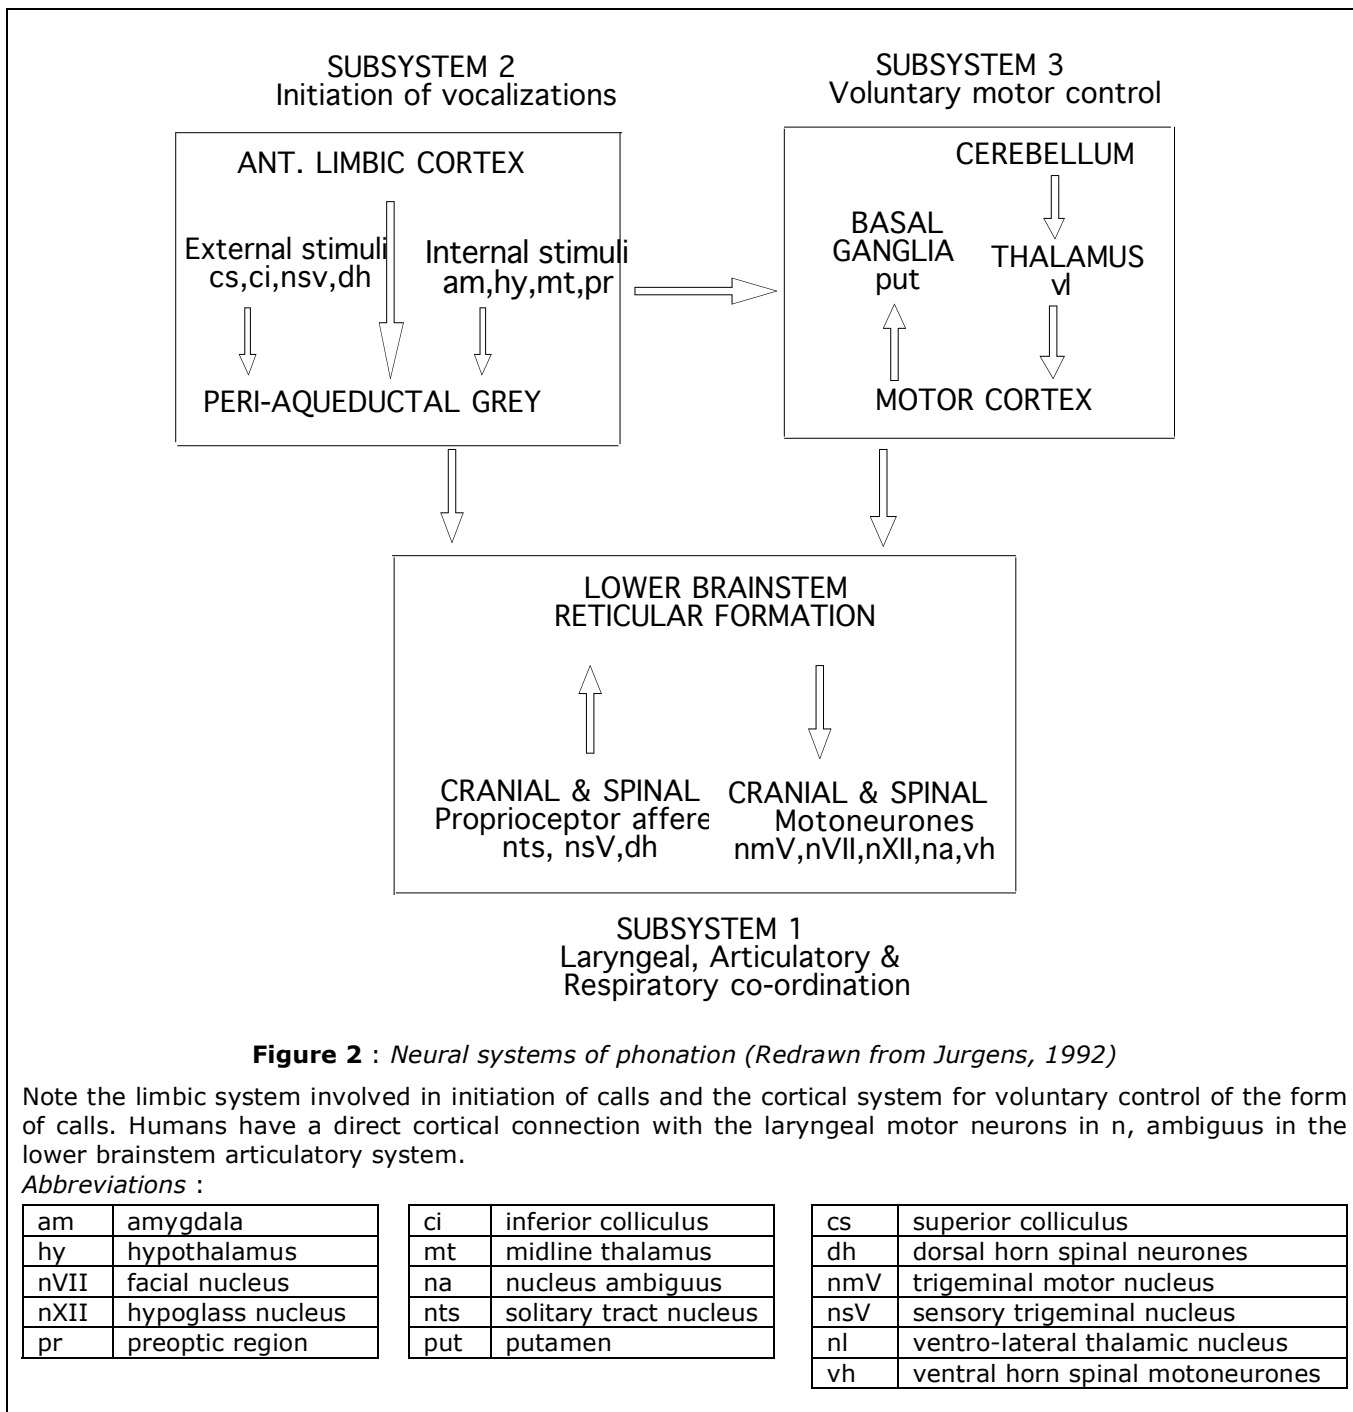 SUBSYSTEM 2
Initiation of vocalizations
ANT. LIMBIC CORTEX
External stimuli
cs,ci,nsv,dh
Internal stimuli
am,hy,mt,pr
PERI-AQUEDUCTAL GREY
SUBSYSTEM 3
Voluntary motor control
CEREBELLUM
BASAL
GANGLIA
put
THALAMUS
vl
MOTOR CORTEX
LOWER BRAINSTEM
RETICULAR FORMATION
CRANIAL & SPINAL
Proprioceptor affere
nts, nsV,dh
CRANIAL & SPINAL
Motoneurones
nmV,nVII,nXII,na,vh
SUBSYSTEM 1
Laryngeal, Articulatory &
Respiratory co-ordination
Figure 2 : Neural systems of phonation (Redrawn from Jurgens, 1992)
Note the limbic system involved in initiation of calls and the cortical system for voluntary control of the form
of calls. Humans have a direct cortical connection with the laryngeal motor neurons in n, ambiguus in the
lower brainstem articulatory system.
Abbreviations :
am amygdala
hy hypothalamus
nVII facial nucleus
nXII hypoglass nucleus
pr preoptic region
ci inferior colliculus
mt midline thalamus
na nucleus ambiguus
nts solitary tract nucleus
put putamen
cs superior colliculus
dh dorsal horn spinal neurones
nmV trigeminal motor nucleus
nsV sensory trigeminal nucleus
nl ventro-lateral thalamic nucleus
vh ventral horn spinal motoneurones